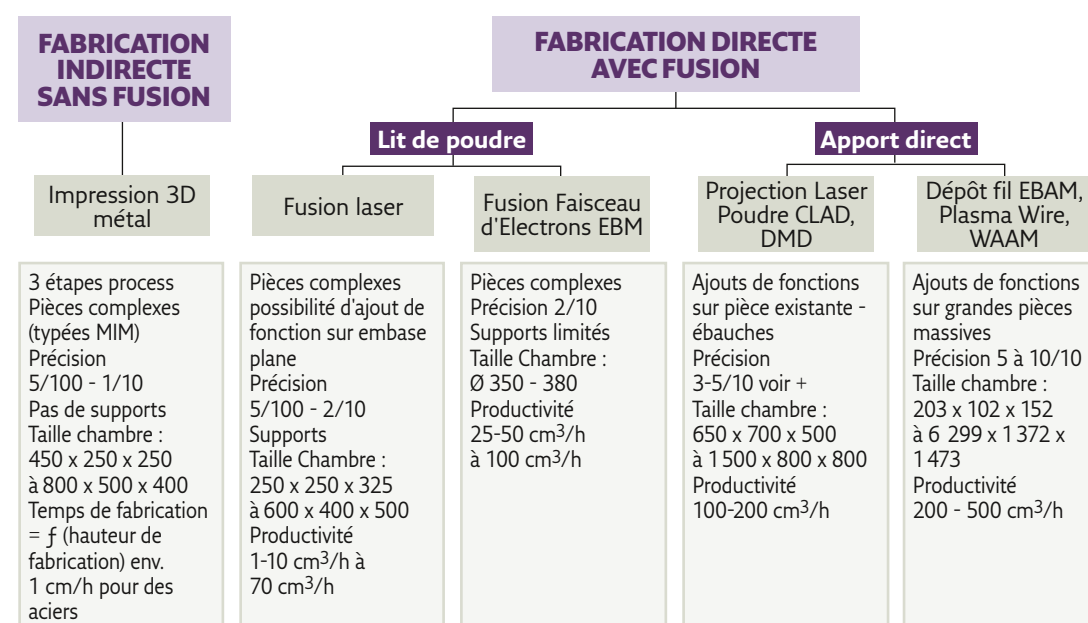 FABRICATION
INDIRECTE
SANS FUSION
FABRICATION DIRECTE
AVEC FUSION
Lit de poudre
Apport direct
Impression 3D
métal
Fusion laser
Fusion Faisceau
d'Electrons EBM
Projection Laser
Poudre CLAD,
DMD
Dépôt fil EBAM,
Plasma Wire,
WAAM
3 étapes process
Pièces complexes
(typées MIM)
Précision
5/100 - 1/10
Pas de supports
Taille chambre :
450 x 250 x 250
à 800 x 500 x 400
Temps de fabrication
= ƒ (hauteur de
fabrication) env.
1 cm/h pour des
aciers
Pièces complexes
possibilité d'ajout de
fonction sur embase
plane
Précision
5/100 - 2/10
Supports
Taille Chambre :
250 x 250 x 325
à 600 x 400 x 500
Productivité
1-10 cm³/h à
70 cm³/h
Pièces complexes
Précision 2/10
Supports limités
Taille Chambre :
Ø 350 - 380
Productivité
25-50 cm³/h
à 100 cm³/h
Ajouts de fonctions
sur pièce existante -
ébauches
Précision
3-5/10 voir +
Taille chambre :
650 x 700 x 500
à 1 500 x 800 x 800
Productivité
100-200 cm³/h
Ajouts de fonctions
sur grandes pièces
massives
Précision 5 à 10/10
Taille chambre :
203 x 102 x 152
à 6 299 x 1 372 x
1 473
Productivité
200 - 500 cm³/h